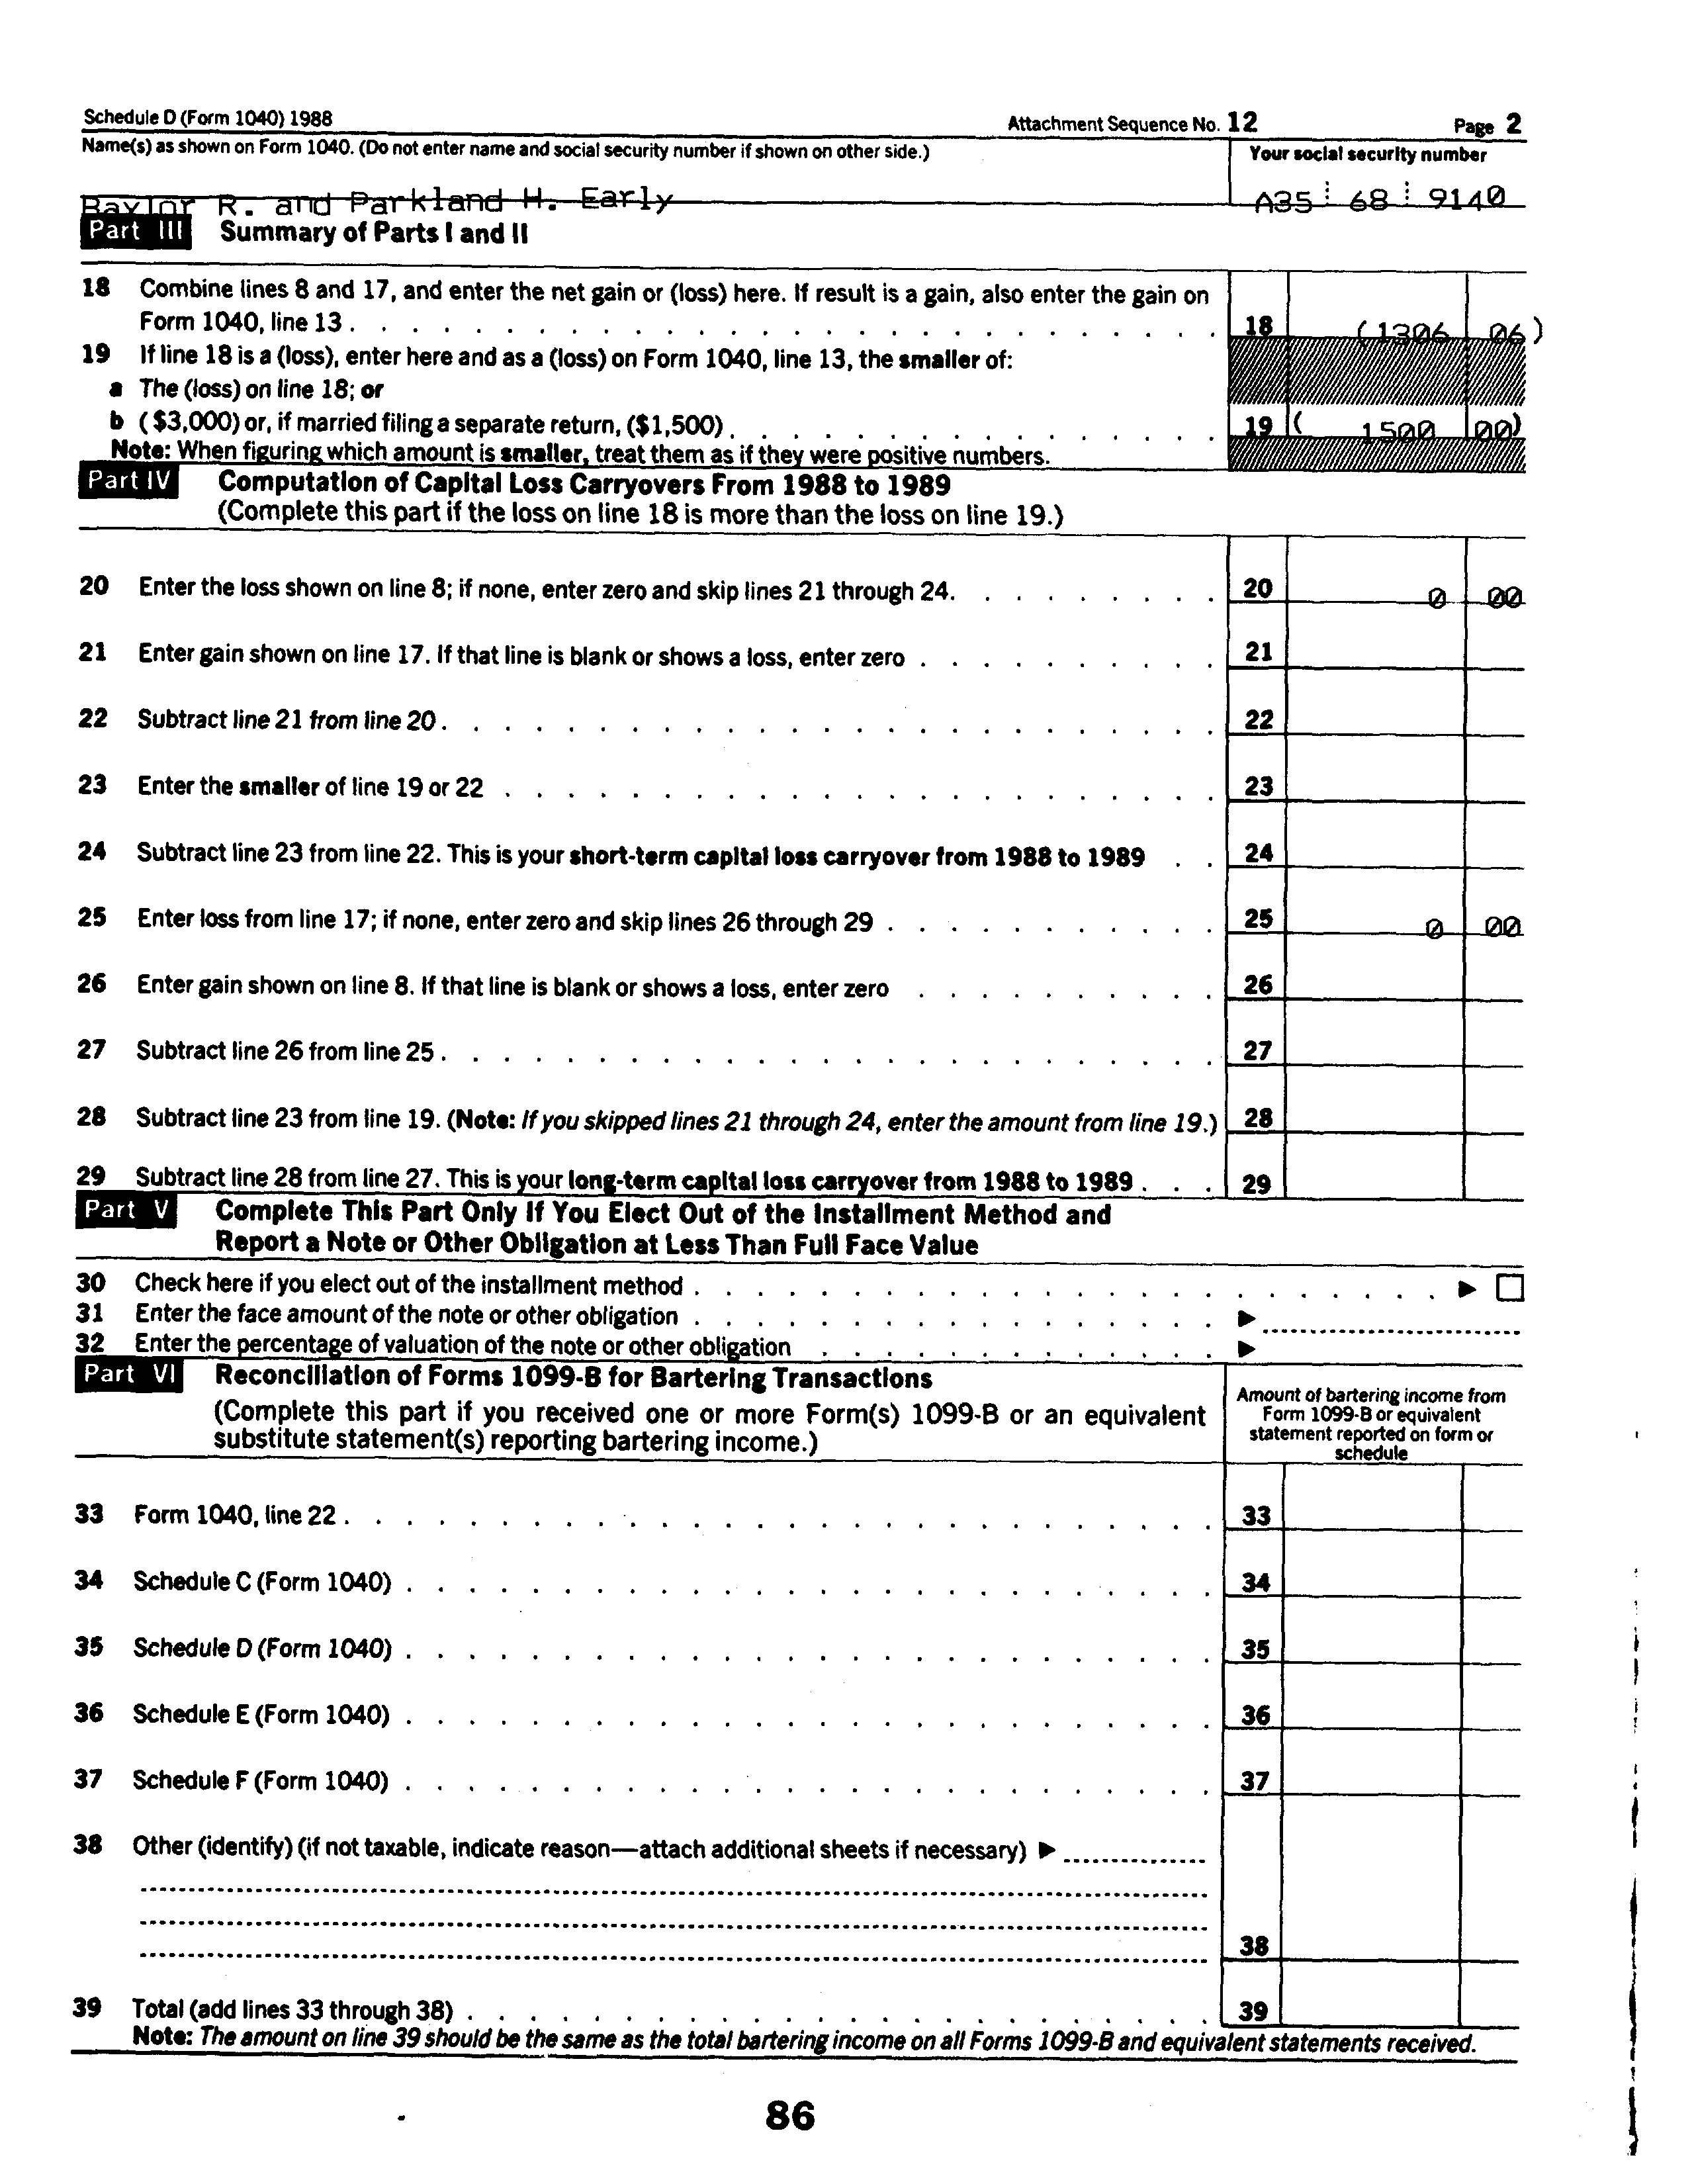 Schedule D (Form 1040) 1988 Attachment Sequence No. 12 Page 2
Name(s) as shown on Form 1040. (Do not enter name and social security number if shown on other side.) Your social security number
Baylor R. and Parkland H. Early A35 68 9140
Part III Summary of Parts I and II
18 Combine lines 8 and 17, and enter the net gain or (loss) here. If result is a gain, also enter the gain on
Form 1040, line 13 . . . 18 (1306 06)
19 If line 18 is a (loss), enter here and as a (loss) on Form 1040, line 13, the smaller of:
a The (loss) on line 18; or
b ($3,000) or, if married filing a separate return, ($1,500) . . . 19 ( 1500 00)
Note: When figuring which amount is smaller, treat them as if they were positive numbers.
Part IV Computation of Capital Loss Carryovers From 1988 to 1989
(Complete this part if the loss on line 18 is more than the loss on line 19.)
20 Enter the loss shown on line 8; if none, enter zero and skip lines 21 through 24. . . . 20 0 00
21 Enter gain shown on line 17. If that line is blank or shows a loss, enter zero . . . 21
22 Subtract line 21 from line 20 . . . 22
23 Enter the smaller of line 19 or 22 . . . 23
24 Subtract line 23 from line 22. This is your short-term capital loss carryover from 1988 to 1989 . . 24
25 Enter loss from line 17; if none, enter zero and skip lines 26 through 29 . . . 25 0 00
26 Enter gain shown on line 8. If that line is blank or shows a loss, enter zero . . . 26
27 Subtract line 26 from line 25 . . . 27
28 Subtract line 23 from line 19. (Note: If you skipped lines 21 through 24, enter the amount from line 19.) 28
29 Subtract line 28 from line 27. This is your long-term capital loss carryover from 1988 to 1989 . . . 29
Part V Complete This Part Only If You Elect Out of the Installment Method and
Report a Note or Other Obligation at Less Than Full Face Value
30 Check here if you elect out of the installment method . . . ▶ ☐
31 Enter the face amount of the note or other obligation . . . ▶
32 Enter the percentage of valuation of the note or other obligation . . . ▶
Part VI Reconciliation of Forms 1099-B for Bartering Transactions
(Complete this part if you received one or more Form(s) 1099-B or an equivalent
substitute statement(s) reporting bartering income.)
Amount of bartering income from
Form 1099-B or equivalent
statement reported on form or
schedule
33 Form 1040, line 22 . . . 33
34 Schedule C (Form 1040) . . . 34
35 Schedule D (Form 1040) . . . 35
36 Schedule E (Form 1040) . . . 36
37 Schedule F (Form 1040) . . . 37
38 Other (identify) (if not taxable, indicate reason—attach additional sheets if necessary) ▶
38
39 Total (add lines 33 through 38) . . . 39
Note: The amount on line 39 should be the same as the total bartering income on all Forms 1099-B and equivalent statements received.
86